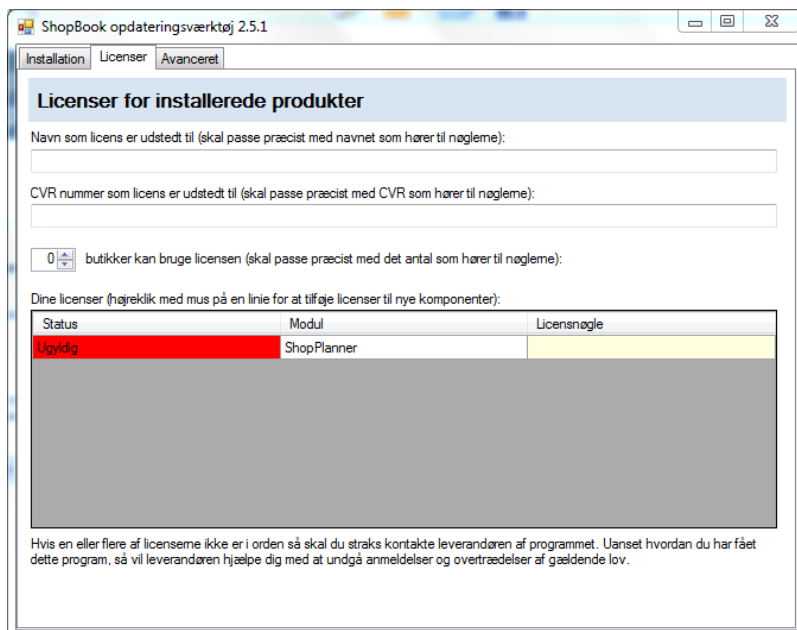 ShopBook opdateringsværktøj 2.5.1
Installation Licenser Avanceret
Licenser for installerede produkter
Navn som licens er udstedt til (skal passe præcist med navnet som hører til nøglerne):
CVR nummer som licens er udstedt til (skal passe præcist med CVR som hører til nøglerne):
0 butikker kan bruge licensen (skal passe præcist med det antal som hører til nøglerne):
Dine licenser (højreklik med mus på en linie for at tilføje licenser til nye komponenter):
Status Modul Licensnøgle
Ugyldig ShopPlanner
Hvis en eller flere af licenserne ikke er i orden så skal du straks kontakte leverandøren af programmet. Uanset hvordan du har fået
dette program, så vil leverandøren hjælpe dig med at undgå anmeldelser og overtrædelser af gældende lov.